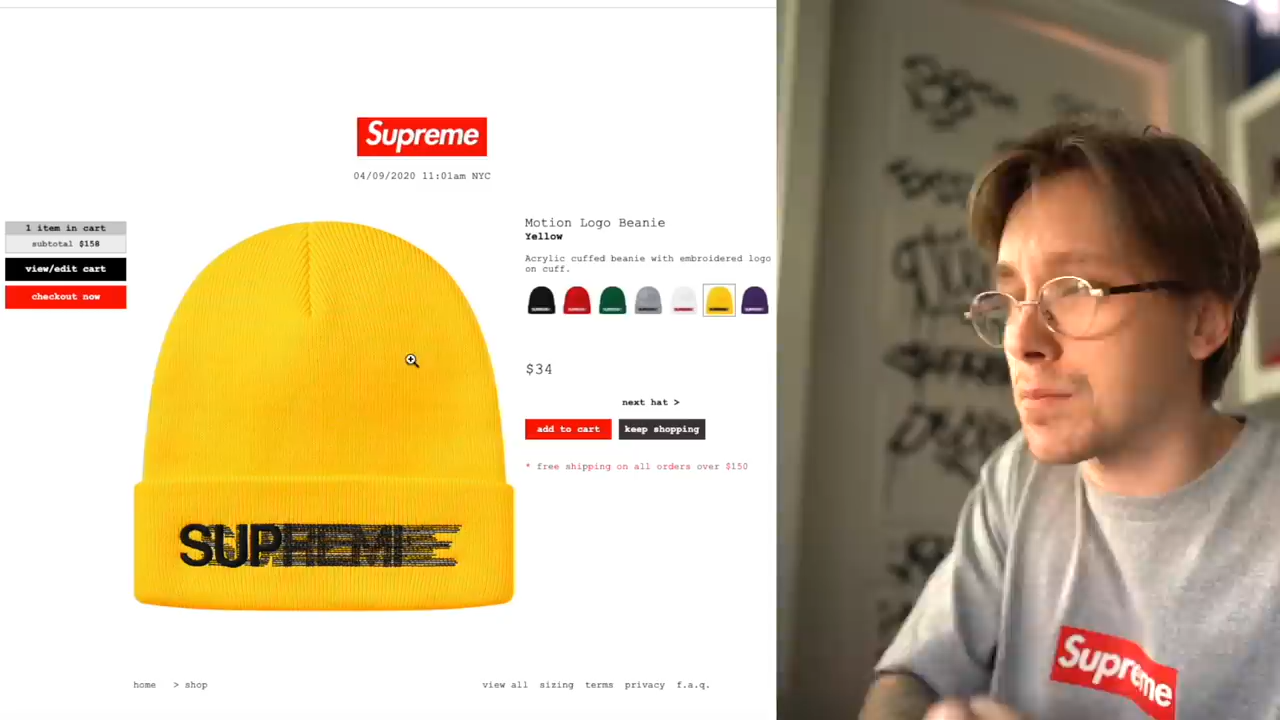 Supreme
04/09/2020 11:01am NYC
1 item in cart
subtotal $158
view/edit cart
checkout now
Motion Logo Beanie
Yellow
Acrylic cuffed beanie with embroidered logo
on cuff.
$34
next hat >
add to cart
keep shopping
* free shipping on all orders over $150
SUPREME
home > shop
view all sizing terms privacy f.a.q.
Supreme